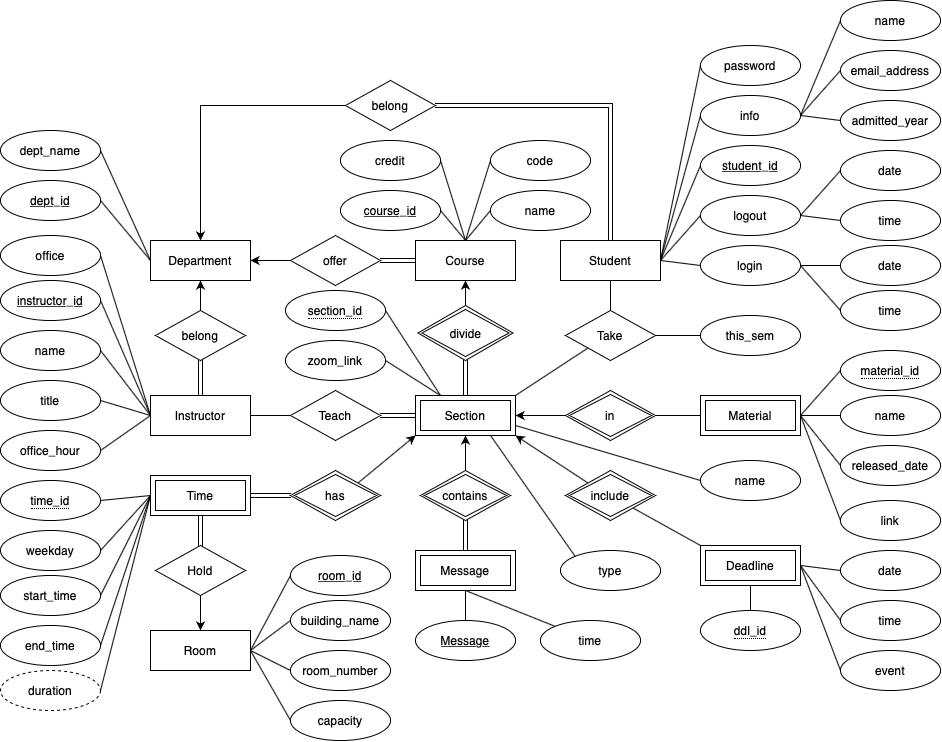 name
password
email_address
belong
info
admitted_year
dept_name
credit
code
student_id
date
dept_id
course_id
name
logout
time
office
Department
offer
Course
Student
login
date
instructor_id
section_id
time
belong
divide
Take
this_sem
name
zoom_link
material_id
title
Instructor
Teach
Section
in
Material
name
office_hour
released_date
time_id
Time
has
contains
include
name
link
weekday
Hold
room_id
Message
type
Deadline
date
start_time
building_name
time
end_time
Room
Message
time
ddl_id
room_number
event
duration
capacity